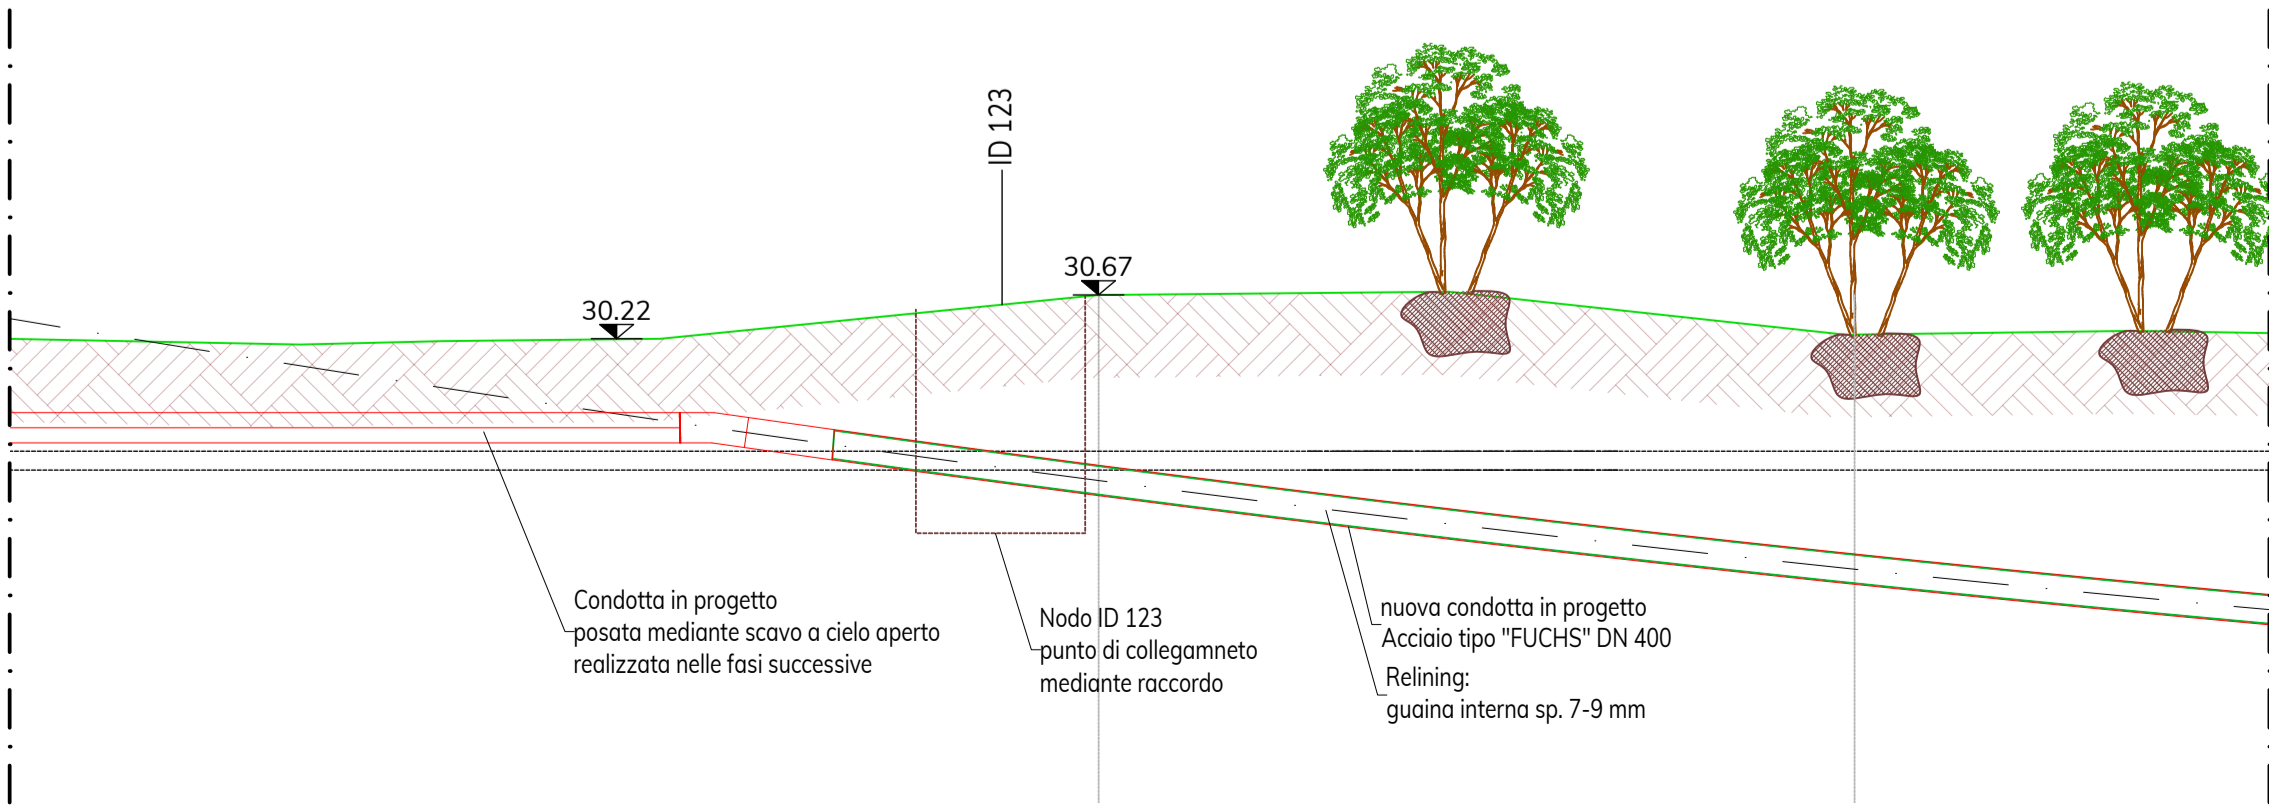 ID 123
30.67
30.22
Condotta in progetto
posata mediante scavo a cielo aperto
realizzata nelle fasi successive
Nodo ID 123
punto di collegamneto
mediante raccordo
nuova condotta in progetto
Acciaio tipo "FUCHS" DN 400
Relining:
guaina interna sp. 7-9 mm